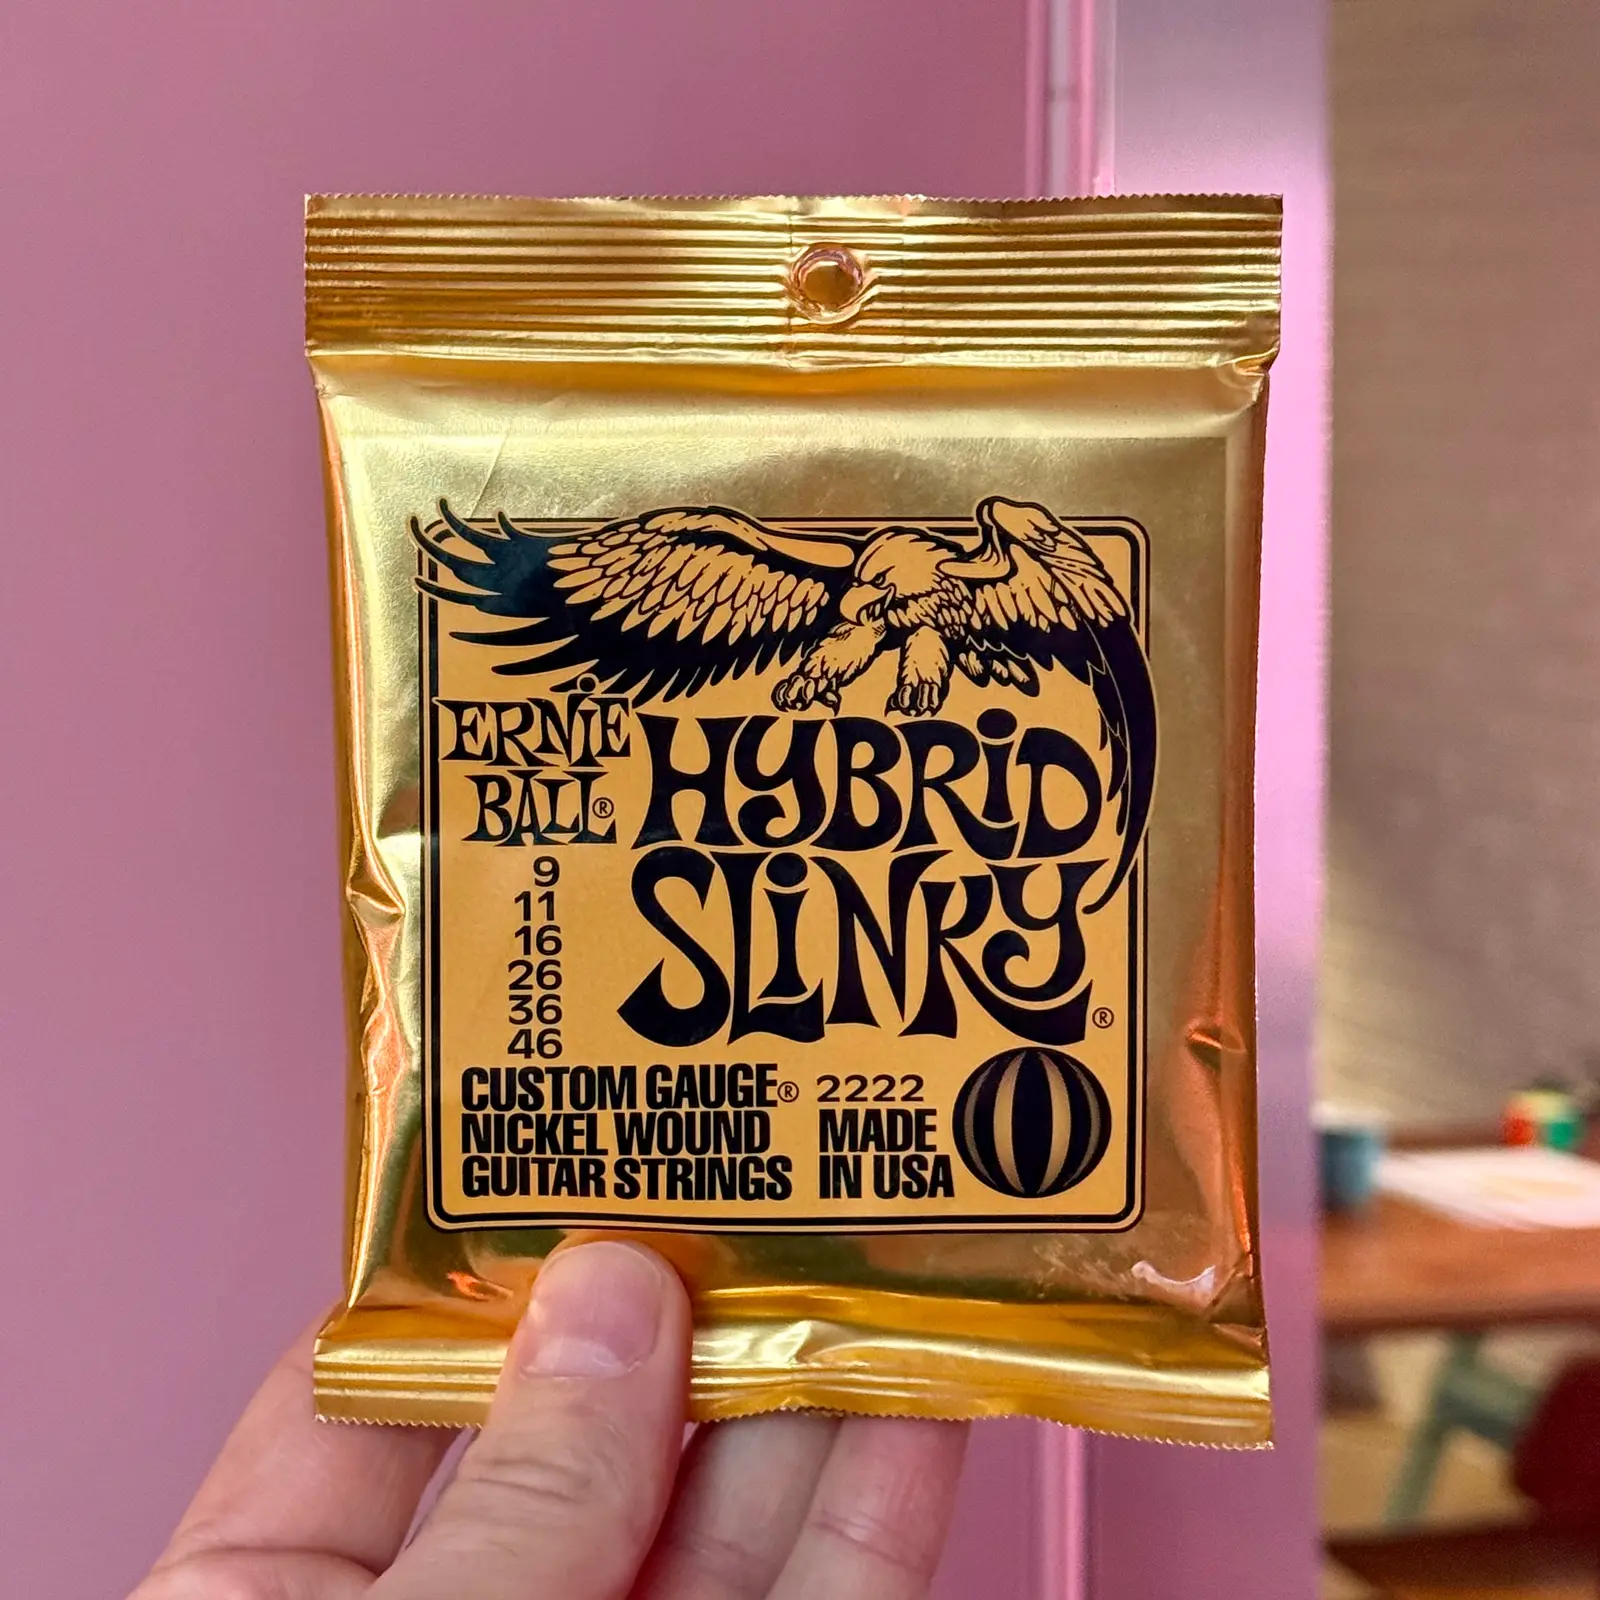 ERNiE
BALL®
HYBRiD
SLiNKY®
9
11
16
26
36
46
CUSTOM GAUGE®
NICKEL WOUND
GUITAR STRINGS
2222
MADE
IN USA